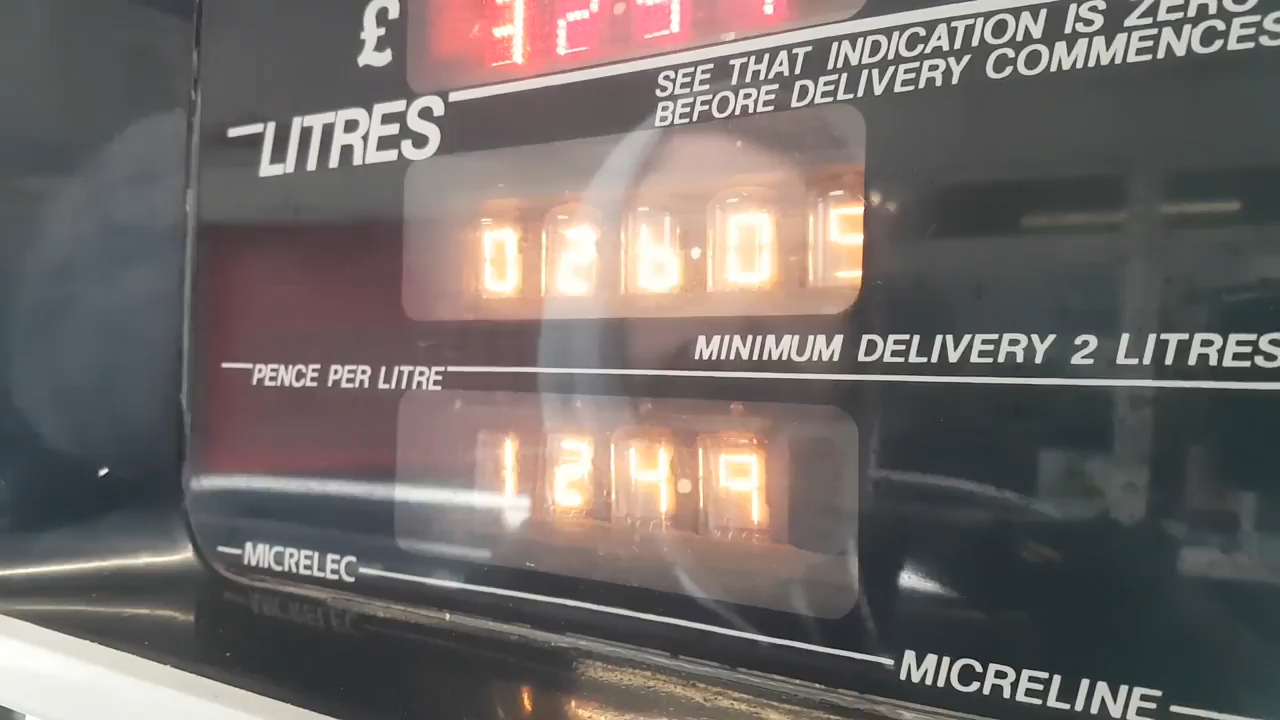 £
SEE THAT INDICATION IS ZERO
BEFORE DELIVERY COMMENCES
LITRES
026.05
MINIMUM DELIVERY 2 LITRES
PENCE PER LITRE
124.9
MICRELEC
MICRELINE